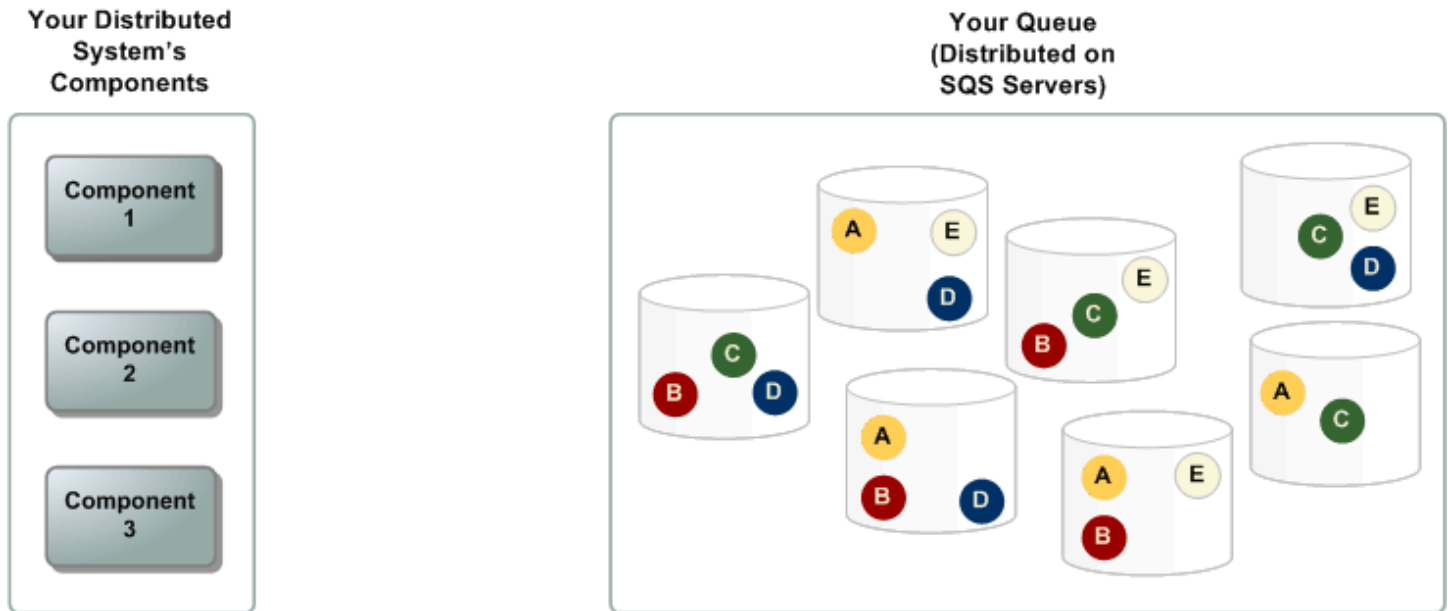 Your Distributed
System's
Components
Component
1
Component
2
Component
3
Your Queue
(Distributed on
SQS Servers)
A
E
D
B
C
E
E
C
D
C
B
D
A
B
D
A
E
B
A
C